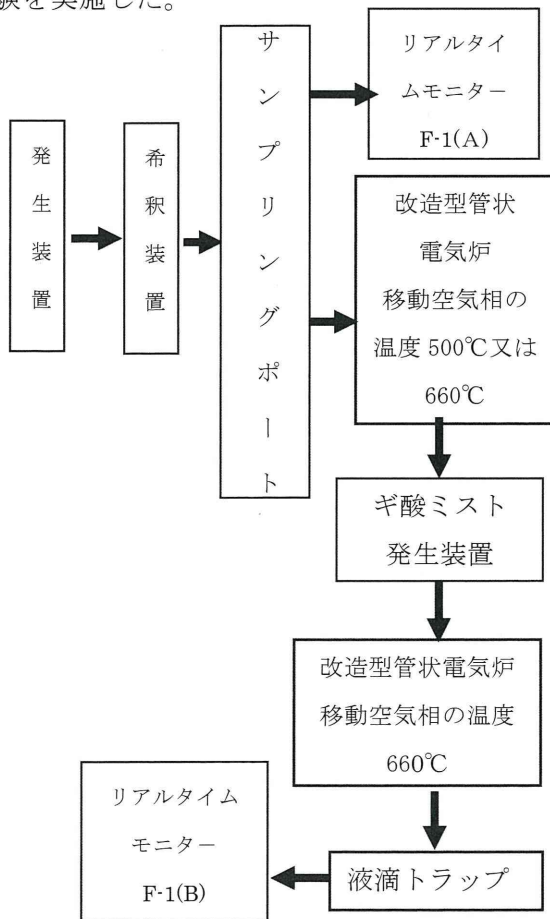 験を実施した。
発生装置
希釈装置
サンプリングポート
リアルタイ
ムモニター
F-1(A)
改造型管状
電気炉
移動空気相の
温度 500℃又は
660℃
ギ酸ミスト
発生装置
改造型管状電気炉
移動空気相の温度
660℃
液滴トラップ
リアルタイム
モニター
F-1(B)